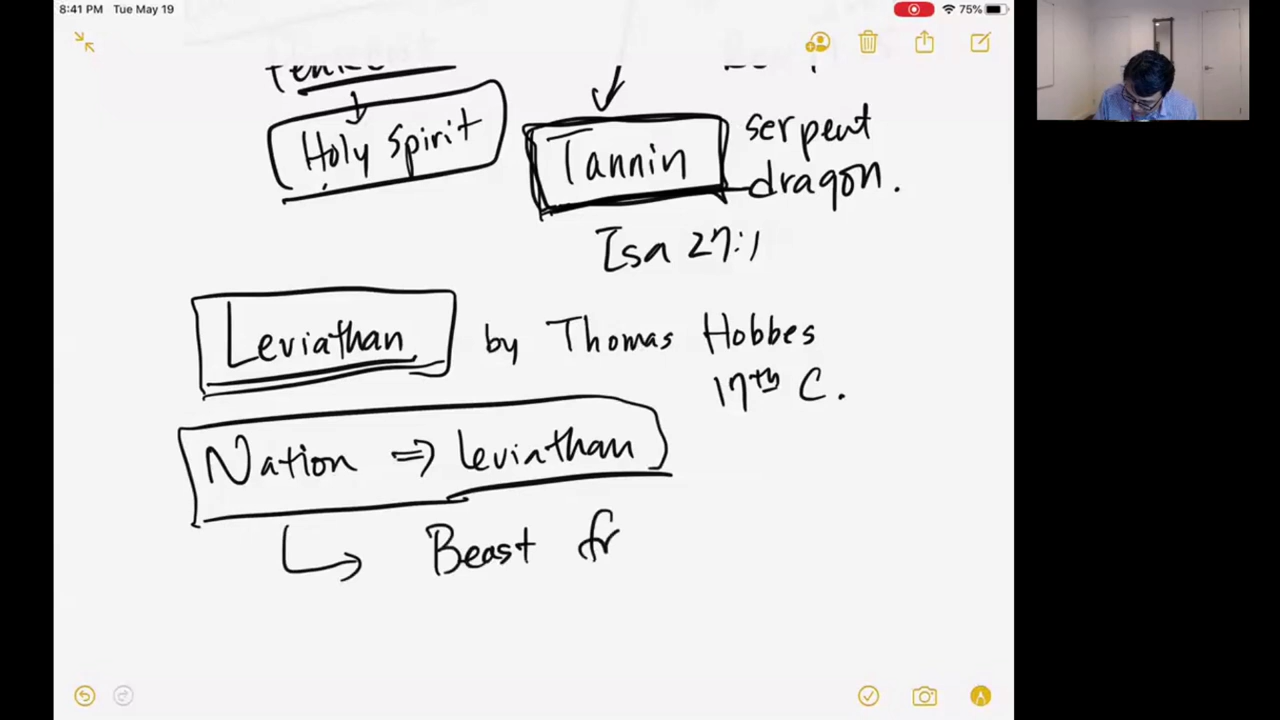 8:41 PM Tue May 19
75%
Holy Spirit
Tannin
serpent
dragon.
Isa 27:1
Leviathan by Thomas Hobbes
17th C.
Nation ⇒ Leviathan
Beast fr